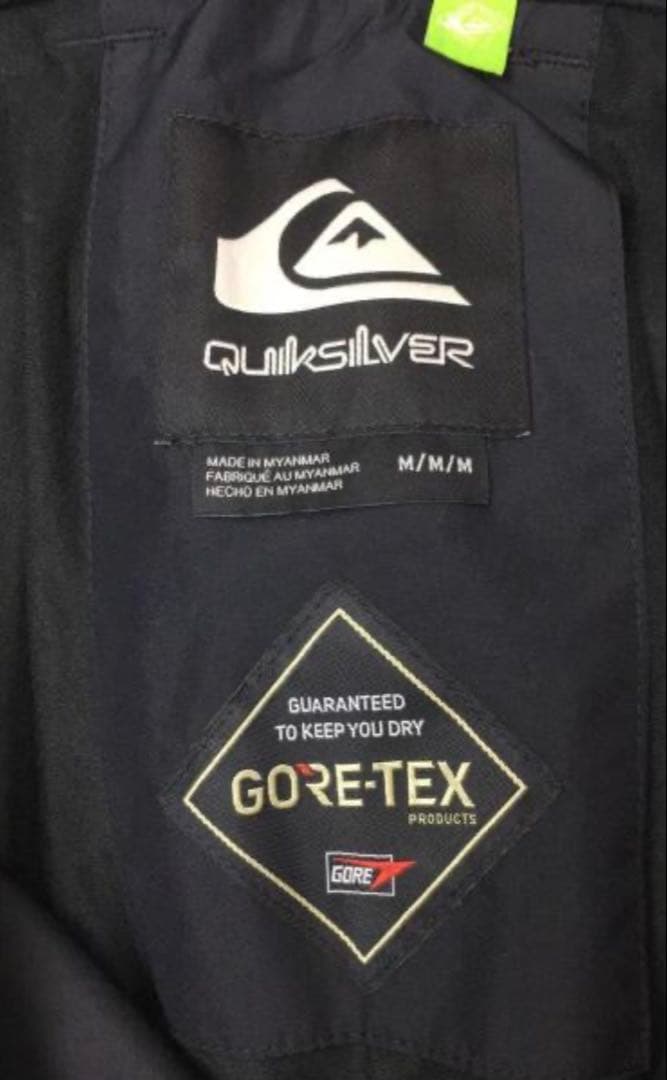 QUIKSILVER
MADE IN MYANMAR
FABRIQUÉ AU MYANMAR
HECHO EN MYANMAR
M/M/M
GUARANTEED
TO KEEP YOU DRY
GORE-TEX
PRODUCTS
GORE